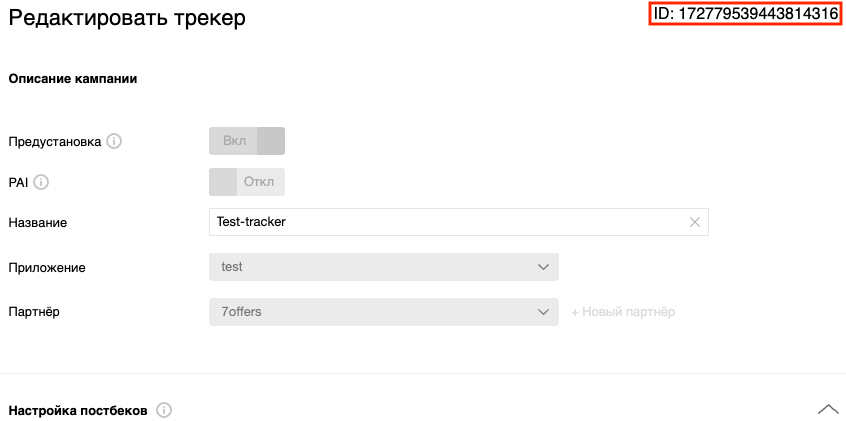 Редактировать трекер
ID: 172779539443814316
Описание кампании
Предустановка
Вкл
PAI
Откл
Название
Test-tracker
Приложение
test
Партнёр
7offers
+ Новый партнёр
Настройка постбеков